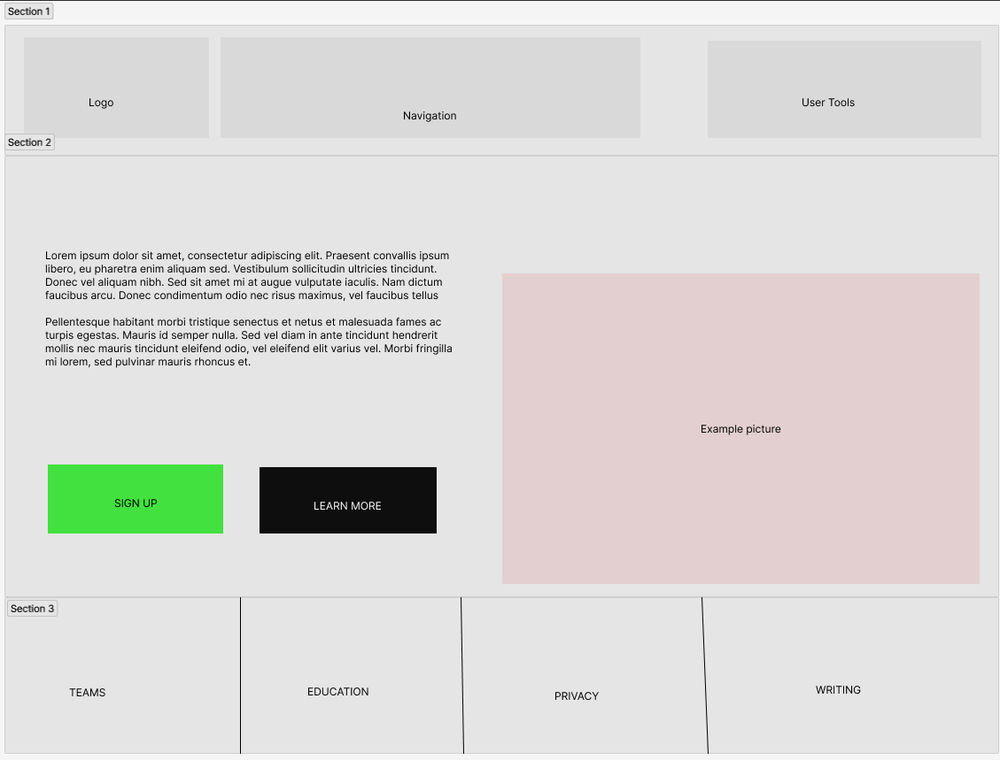 Section 1
Logo
Navigation
User Tools
Section 2
Lorem ipsum dolor sit amet, consectetur adipiscing elit. Praesent convallis ipsum
libero, eu pharetra enim aliquam sed. Vestibulum sollicitudin ultricies tincidunt.
Donec vel aliquam nibh. Sed sit amet mi at augue vulputate iaculis. Nam dictum
faucibus arcu. Donec condimentum odio nec risus maximus, vel faucibus tellus
Pellentesque habitant morbi tristique senectus et netus et malesuada fames ac
turpis egestas. Mauris id semper nulla. Sed vel diam in ante tincidunt hendrerit
mollis nec mauris tincidunt eleifend odio, vel eleifend elit varius vel. Morbi fringilla
mi lorem, sed pulvinar mauris rhoncus et.
Example picture
SIGN UP
LEARN MORE
Section 3
TEAMS
EDUCATION
PRIVACY
WRITING